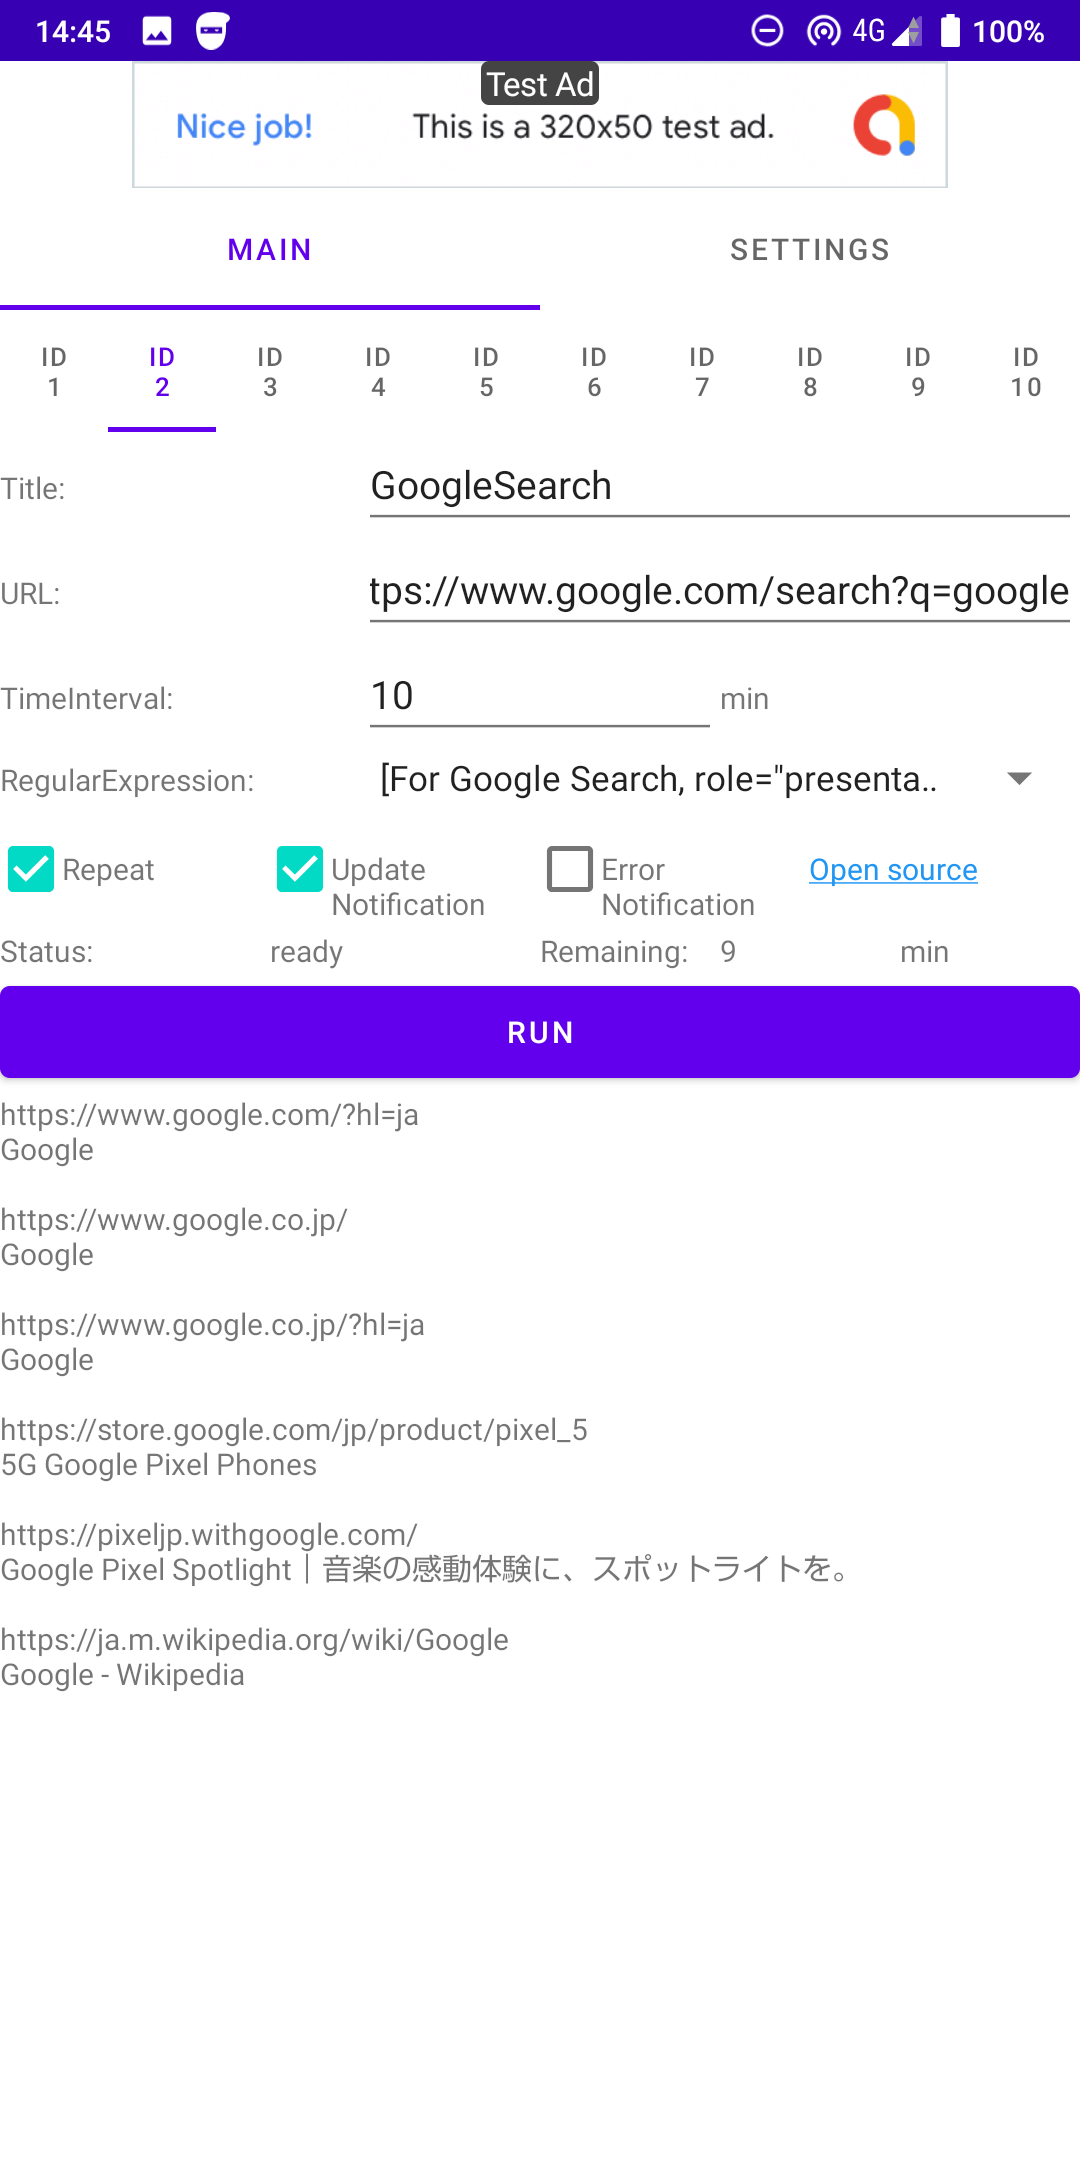 14:45 4G 100%
Test Ad
Nice job! This is a 320x50 test ad.
MAIN SETTINGS
ID 1 ID 2 ID 3 ID 4 ID 5 ID 6 ID 7 ID 8 ID 9 ID 10
Title: GoogleSearch
URL: tps://www.google.com/search?q=google
TimeInterval: 10 min
RegularExpression: [For Google Search, role="presenta..
Repeat Update Notification Error Notification Open source
Status: ready Remaining: 9 min
RUN
https://www.google.com/?hl=ja
Google
https://www.google.co.jp/
Google
https://www.google.co.jp/?hl=ja
Google
https://store.google.com/jp/product/pixel_5
5G Google Pixel Phones
https://pixeljp.withgoogle.com/
Google Pixel Spotlight｜音楽の感動体験に、スポットライトを。
https://ja.m.wikipedia.org/wiki/Google
Google - Wikipedia